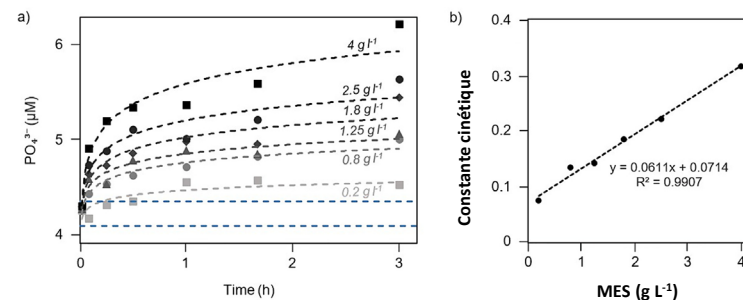 a)
PO₄³⁻ (µM)
6
5
4
4 g l⁻¹
2.5 g l⁻¹
1.8 g l⁻¹
1.25 g l⁻¹
0.8 g l⁻¹
0.2 g l⁻¹
0 1 2 3
Time (h)
b)
Constante cinétique
0.4
0.3
0.2
0.1
0
y = 0.0611x + 0.0714
R² = 0.9907
0 1 2 3 4
MES (g L⁻¹)